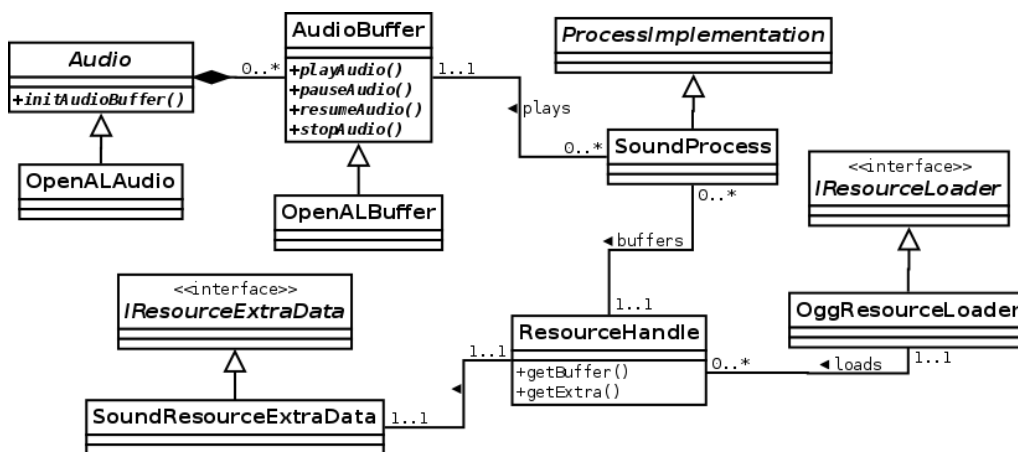 Audio
+initAudioBuffer()
0..*
AudioBuffer
+playAudio()
+pauseAudio()
+resumeAudio()
+stopAudio()
1..1
◄ plays
0..*
ProcessImplementation
SoundProcess
0..*
OpenALAudio
OpenALBuffer
<<interface>>
IResourceLoader
◄ buffers
1..1
<<interface>>
IResourceExtraData
OggResourceLoader
1..1
◄ loads
0..*
ResourceHandle
+getBuffer()
+getExtra()
1..1
◄
1..1
SoundResourceExtraData